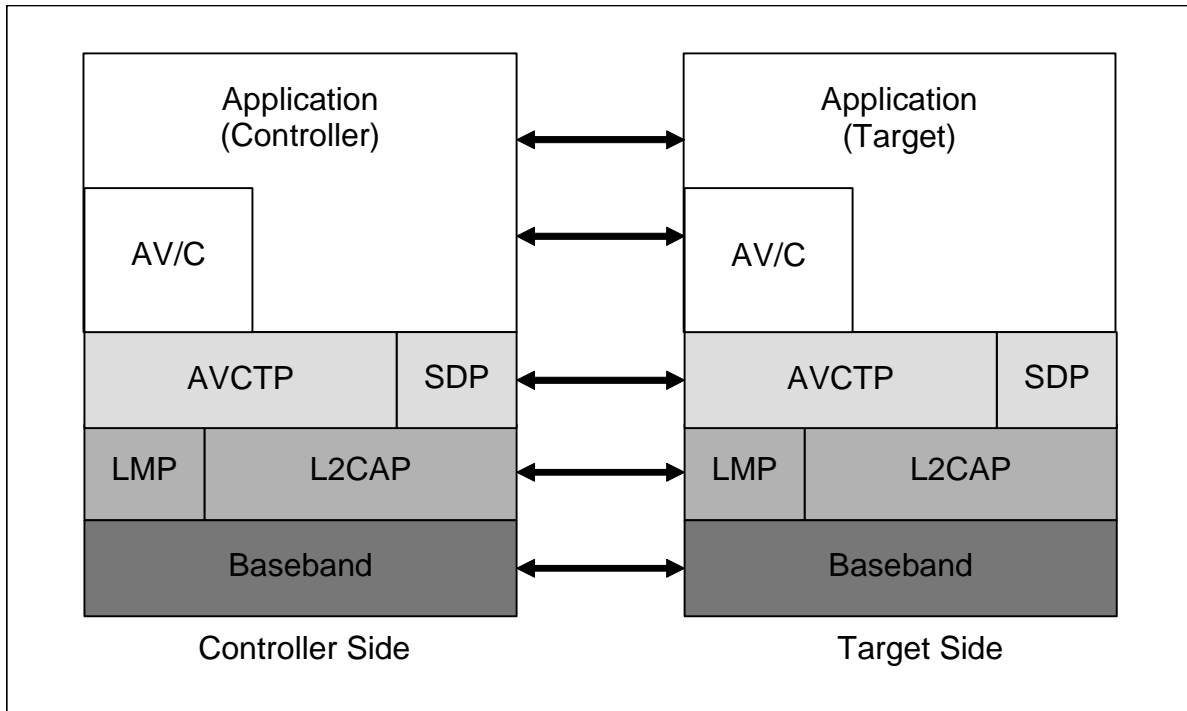 Application
(Controller)
AV/C
AVCTP
SDP
LMP
L2CAP
Baseband
Controller Side
Application
(Target)
AV/C
AVCTP
SDP
LMP
L2CAP
Baseband
Target Side